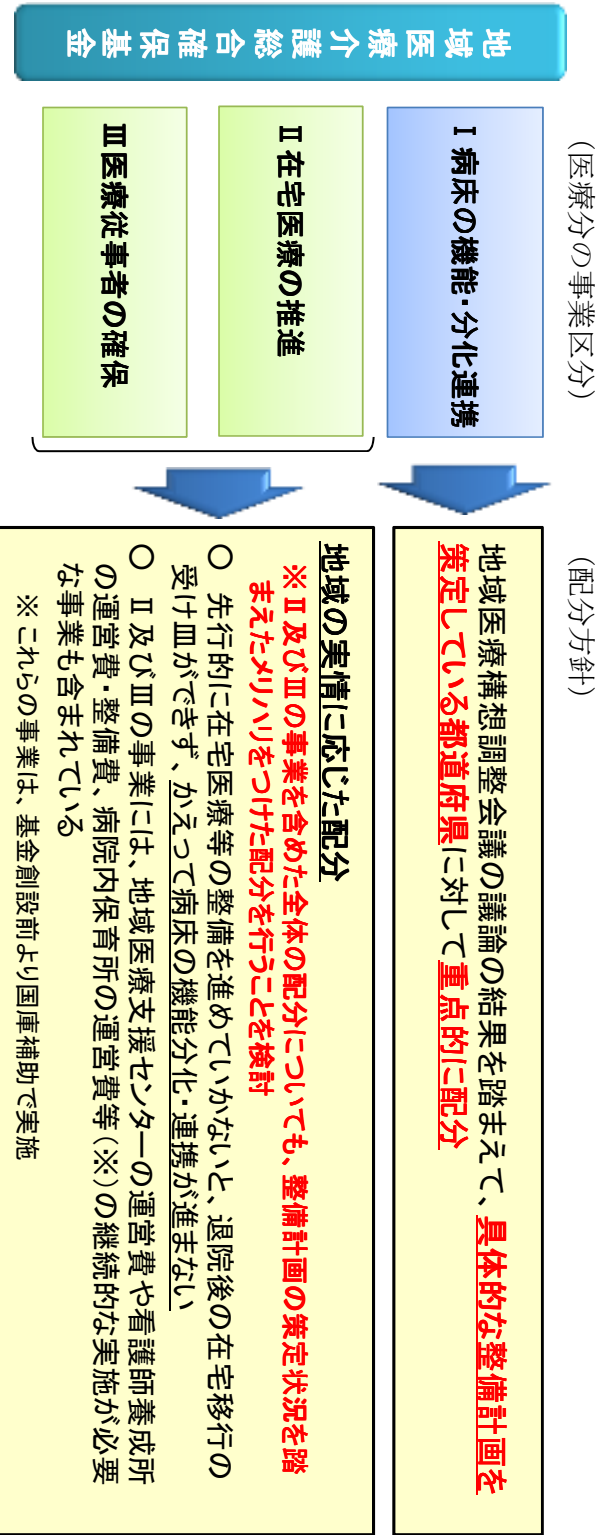 地域医療介護総合確保基金
（医療分の事業区分）
Ⅰ 病床の機能・分化連携
Ⅱ 在宅医療の推進
Ⅲ 医療従事者の確保
（配分方針）
地域医療構想調整会議の議論の結果を踏まえて、具体的な整備計画を
策定している都道府県に対して重点的に配分
地域の実情に応じた配分
※Ⅱ及びⅢの事業を含めた全体の配分についても、整備計画の策定状況を踏
まえたメリハリをつけた配分を行うことを検討
○ 先行的に在宅医療等の整備を進めていかないと、退院後の在宅移行の
受け皿ができず、かえって病床の機能分化・連携が進まない
○ Ⅱ及びⅢの事業には、地域医療支援センターの運営費や看護師養成所
の運営費・整備費、病院内保育所の運営費等(※)の継続的な実施が必要
な事業も含まれている
※これらの事業は、基金創設前より国庫補助で実施